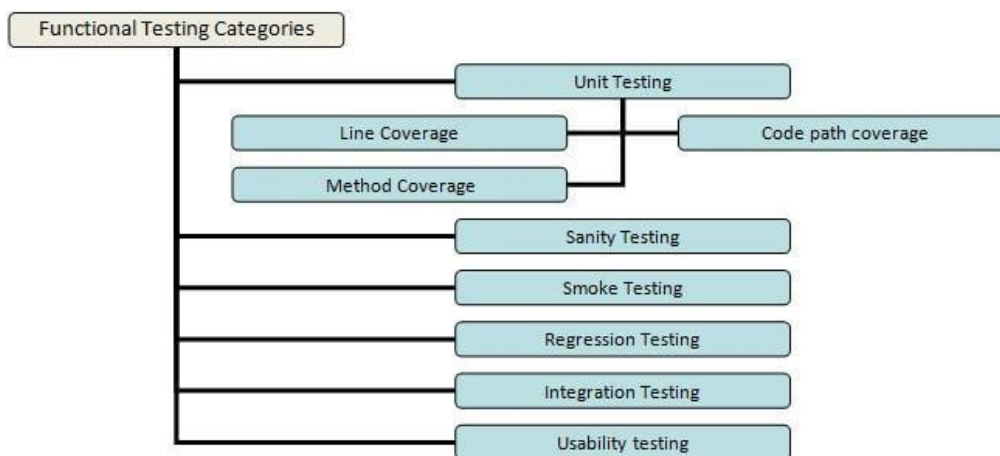 Functional Testing Categories
Unit Testing
Line Coverage
Code path coverage
Method Coverage
Sanity Testing
Smoke Testing
Regression Testing
Integration Testing
Usability testing